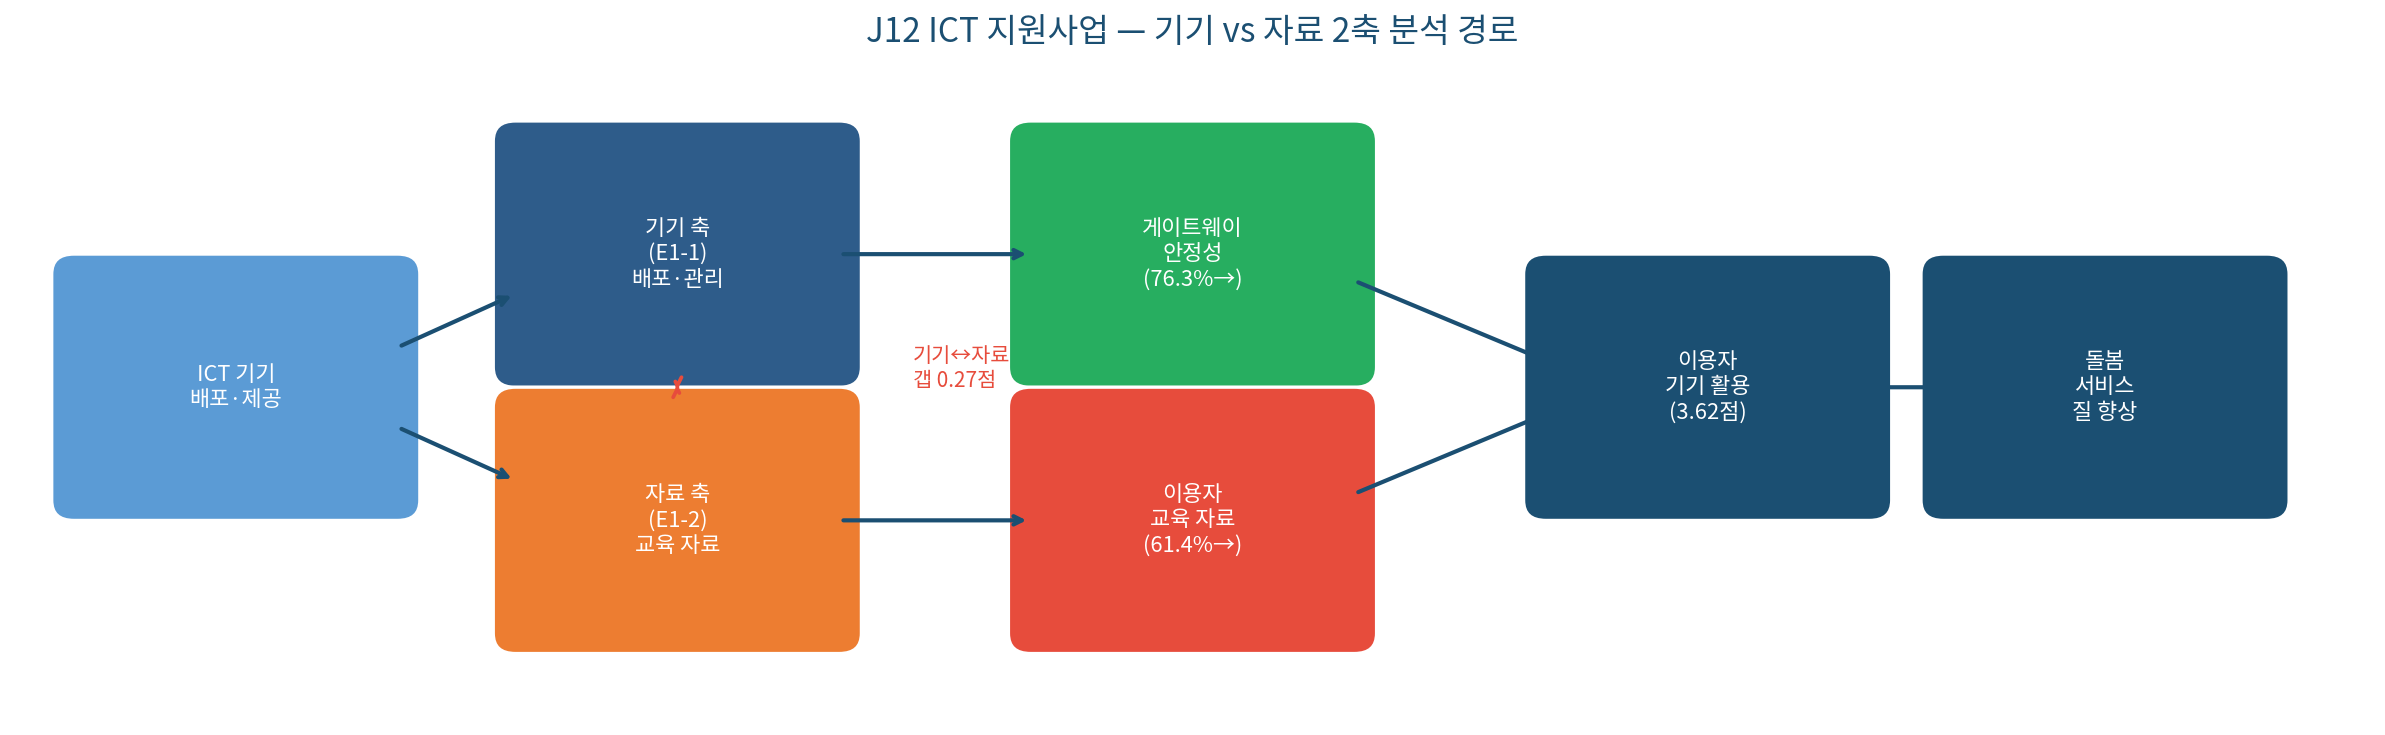 J12 ICT 지원사업 — 기기 vs 자료 2축 분석 경로
ICT 기기
배포·제공
기기 축
(E1-1)
배포·관리
자료 축
(E1-2)
교육 자료
기기↔자료
갭 0.27점
게이트웨이
안정성
(76.3%→)
이용자
교육 자료
(61.4%→)
이용자
기기 활용
(3.62점)
돌봄
서비스
질 향상